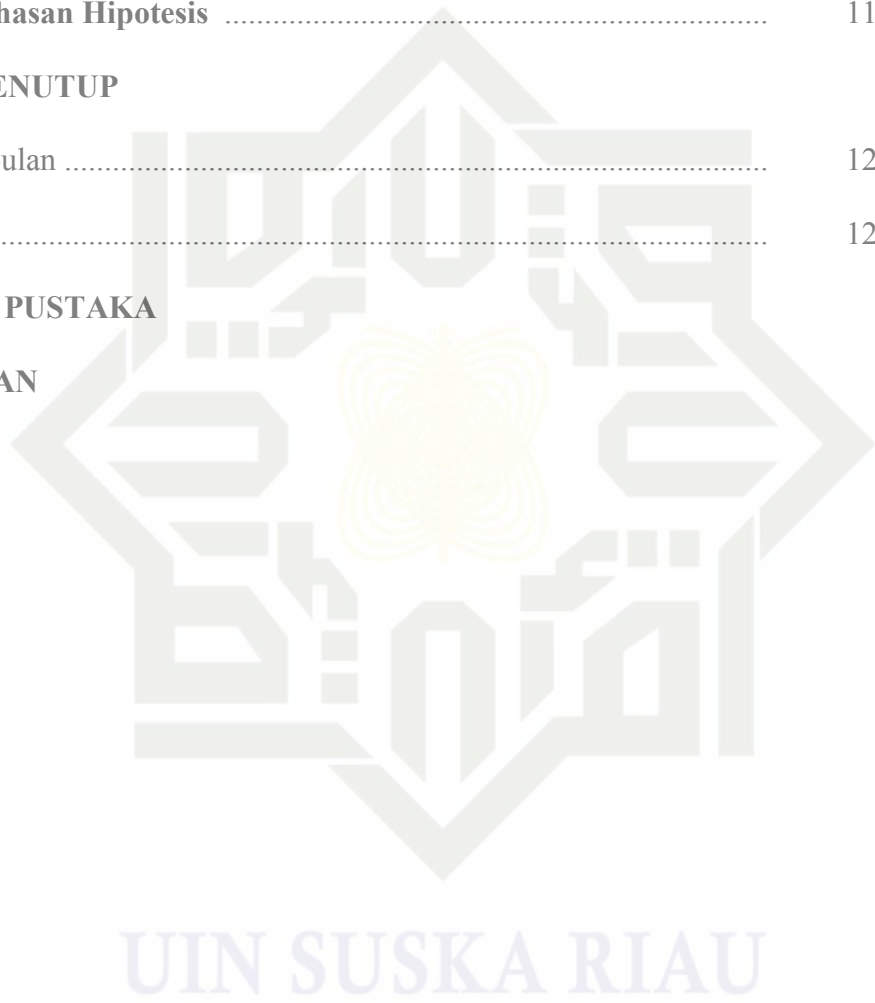 hasan Hipotesis ........................................................................ 11
ENUTUP
ulan ........................................................................................ 12
................................................................................................ 12
PUSTAKA
AN
UIN SUSKA RIAU